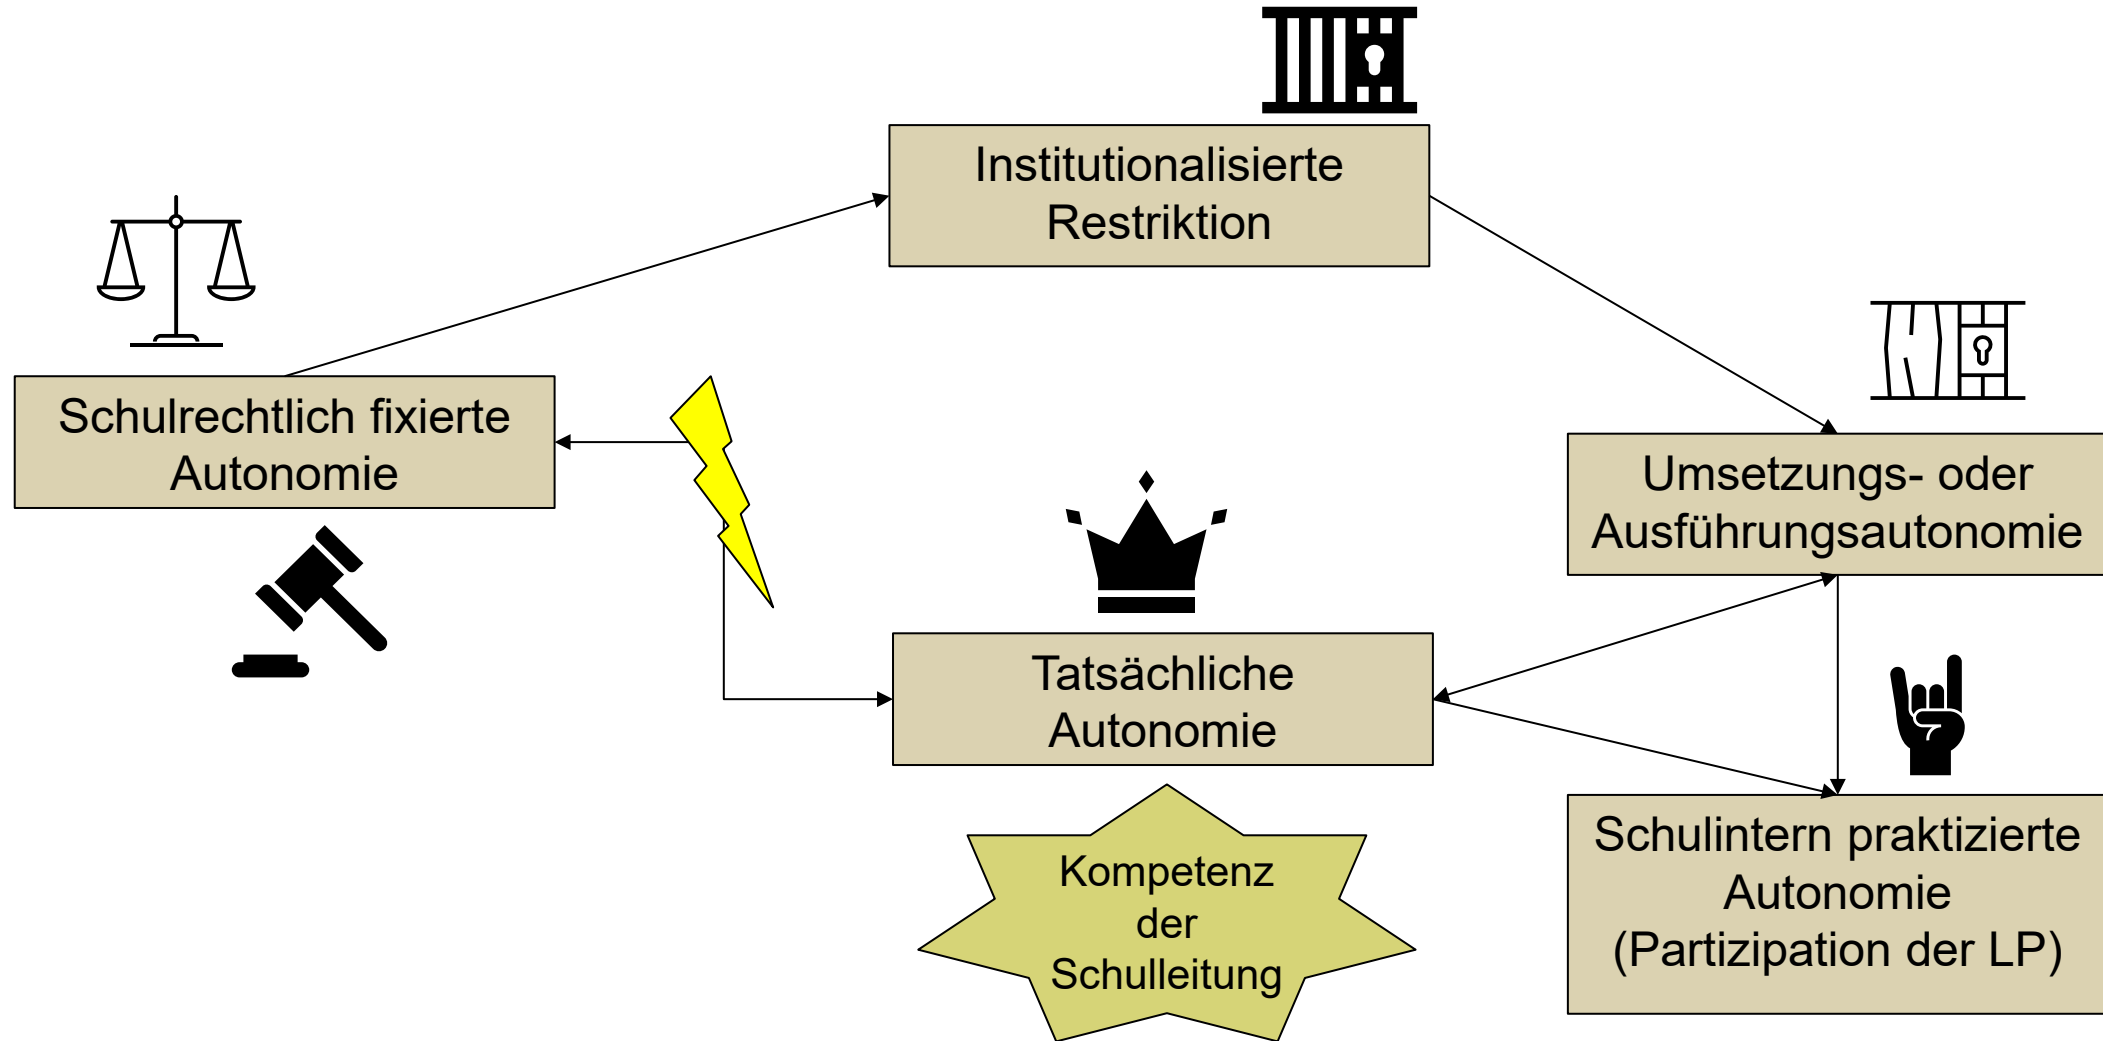 Institutionalisierte
Restriktion
Schulrechtlich fixierte
Autonomie
Umsetzungs- oder
Ausführungsautonomie
Tatsächliche
Autonomie
Schulintern praktizierte
Autonomie
(Partizipation der LP)
Kompetenz
der
Schulleitung